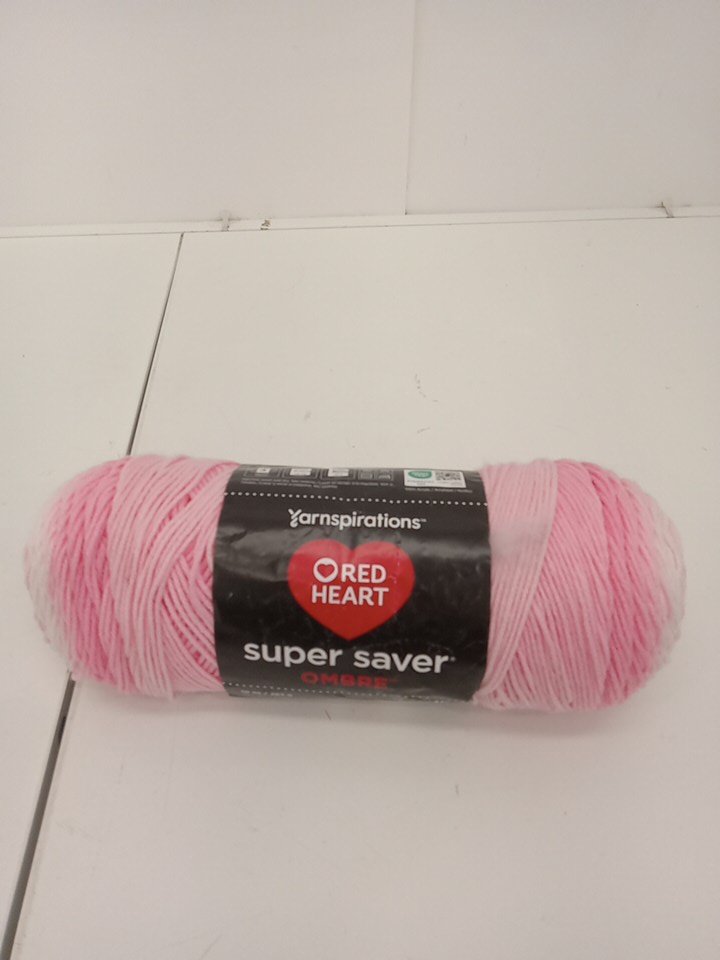 Yarnspirations™
RED
HEART
super saver®
OMBRE™